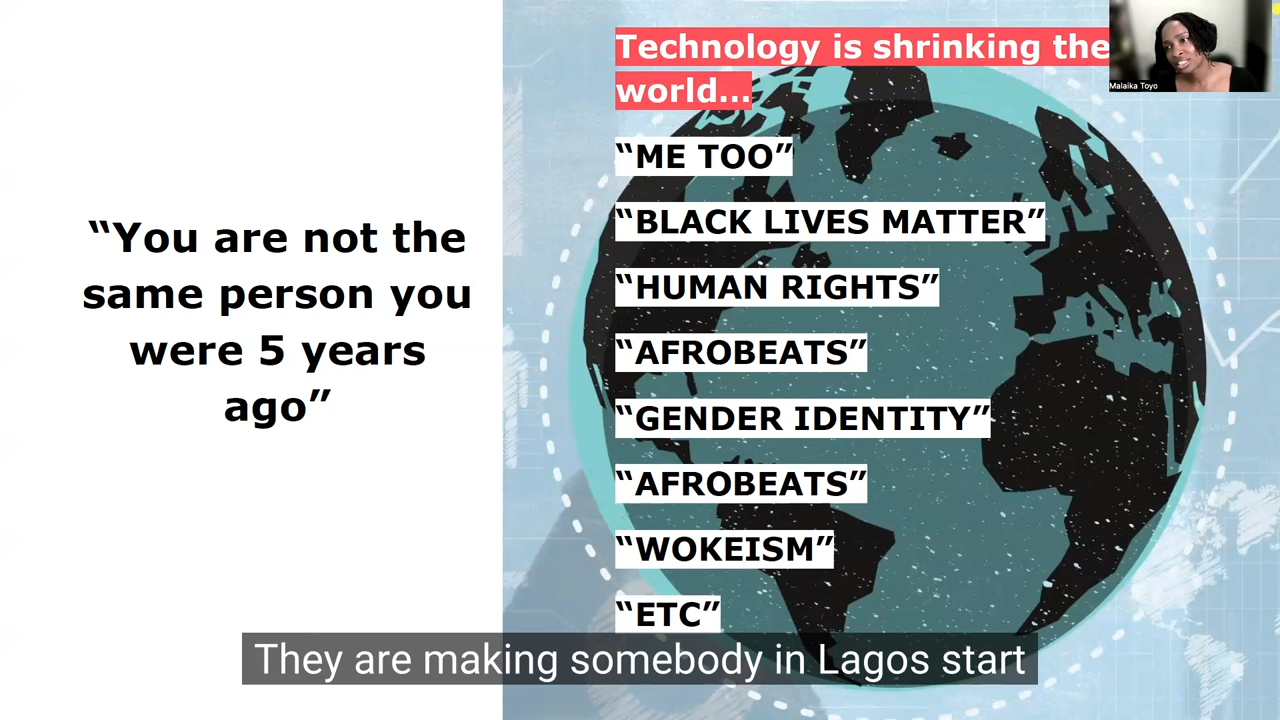 “You are not the
same person you
were 5 years
ago”
Technology is shrinking the
world...
“ME TOO”
“BLACK LIVES MATTER”
“HUMAN RIGHTS”
“AFROBEATS”
“GENDER IDENTITY”
“AFROBEATS”
“WOKEISM”
“ETC”
Malaika Toyo
They are making somebody in Lagos start